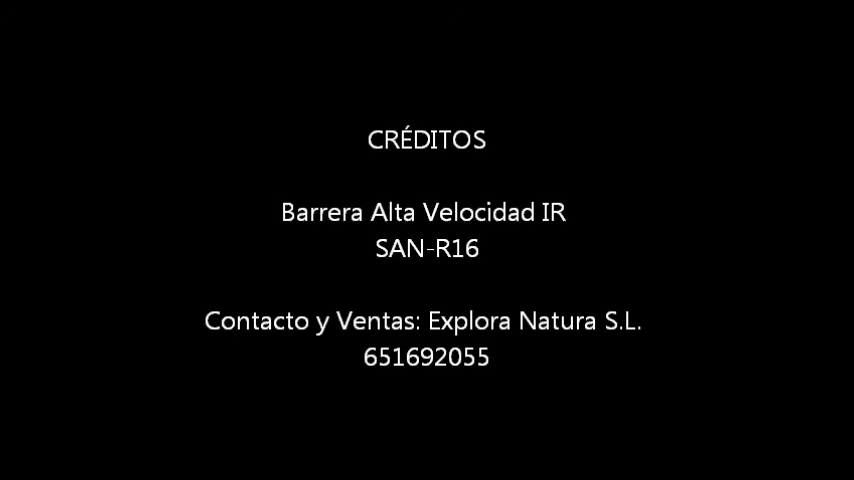 CRÉDITOS
Barrera Alta Velocidad IR
SAN-R16
Contacto y Ventas: Explora Natura S.L.
651692055